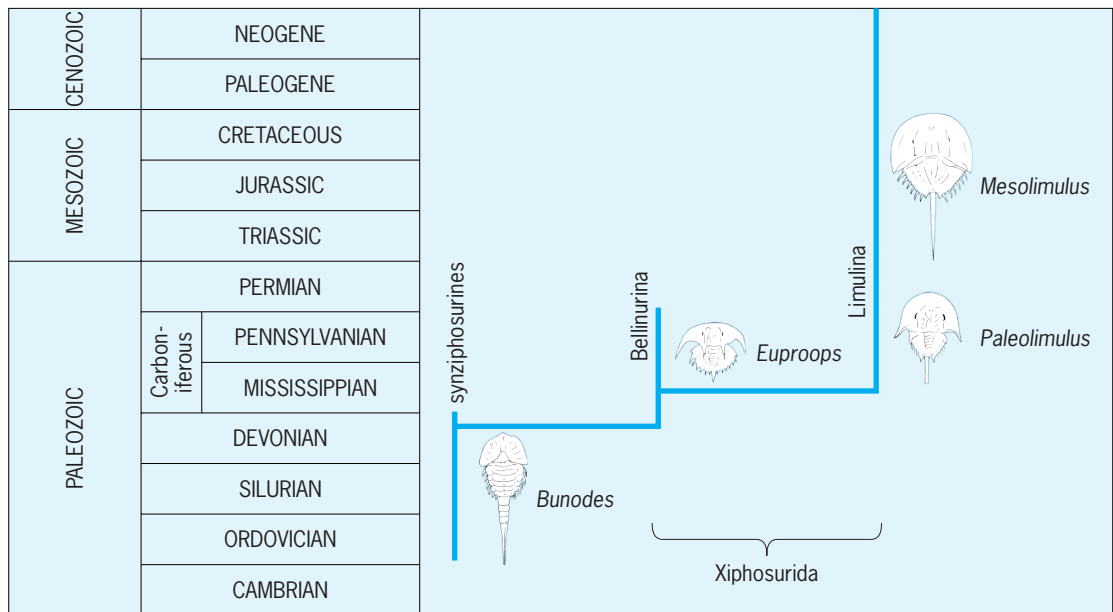 CENOZOIC
NEOGENE
PALEOGENE
MESOZOIC
CRETACEOUS
JURASSIC
TRIASSIC
PALEOZOIC
PERMIAN
Carbon-
iferous
PENNSYLVANIAN
MISSISSIPPIAN
DEVONIAN
SILURIAN
ORDOVICIAN
CAMBRIAN
synziphosurines
Bunodes
Bellinurina
Euproops
Limulina
Mesolimulus
Paleolimulus
Xiphosurida